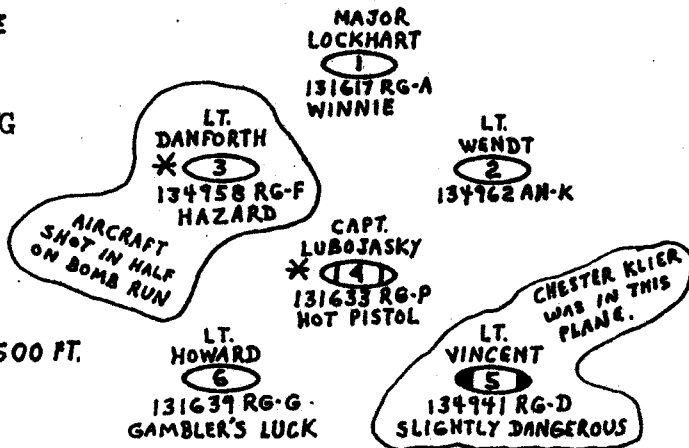 MAJOR
LOCKHART
1
131617 RG-A
WINNIE
G
LT.
DANFORTH
* 3
134958 RG-F
HAZARD
AIRCRAFT
SHOT IN HALF
ON BOMB RUN
LT.
WENDT
2
134962 AN-K
CAPT.
LUBOJASKY
* 4
131633 RG-P
HOT PISTOL
CHESTER KLIER
WAS IN THIS
PLANE.
500 FT.
LT.
HOWARD
6
131639 RG-G
GAMBLER'S LUCK
LT.
VINCENT
5
134941 RG-D
SLIGHTLY DANGEROUS